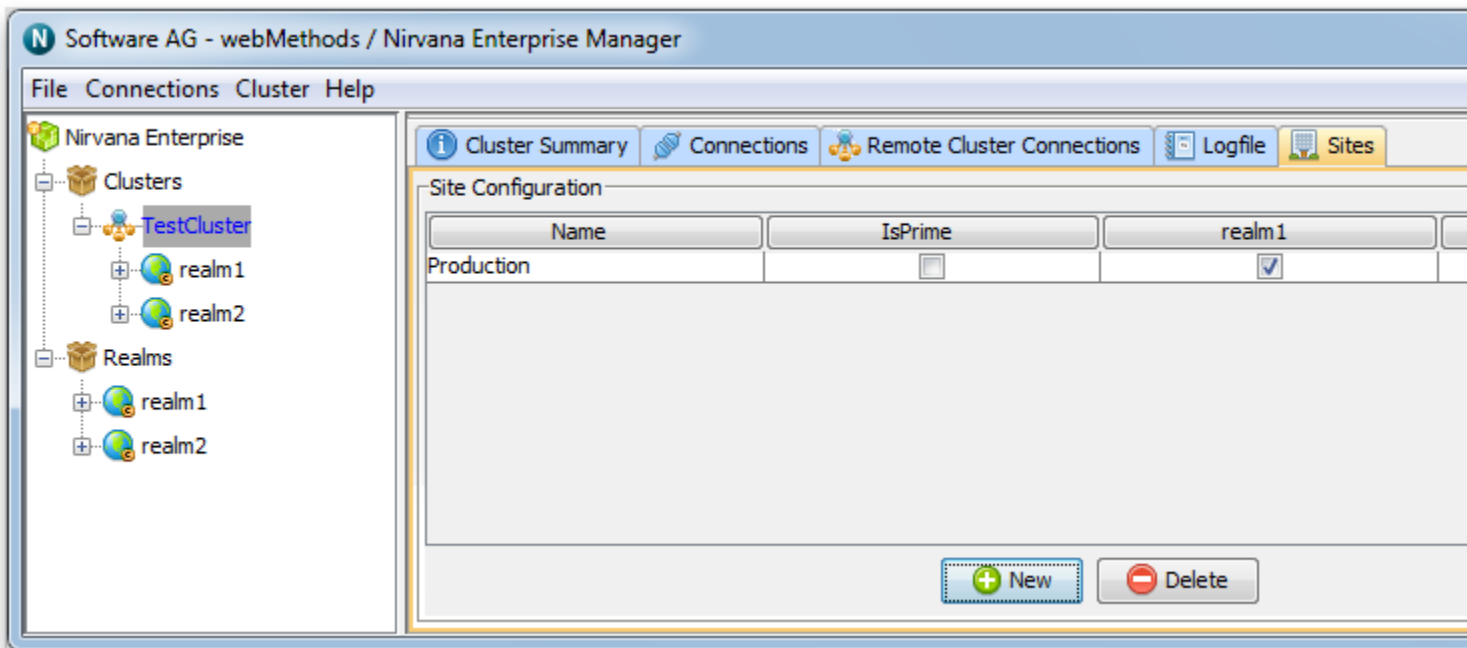 N Software AG - webMethods / Nirvana Enterprise Manager
File Connections Cluster Help
Nirvana Enterprise
Clusters
TestCluster
realm1
realm2
Realms
realm1
realm2
Cluster Summary Connections Remote Cluster Connections Logfile Sites
Site Configuration
Name IsPrime realm1
Production
New Delete